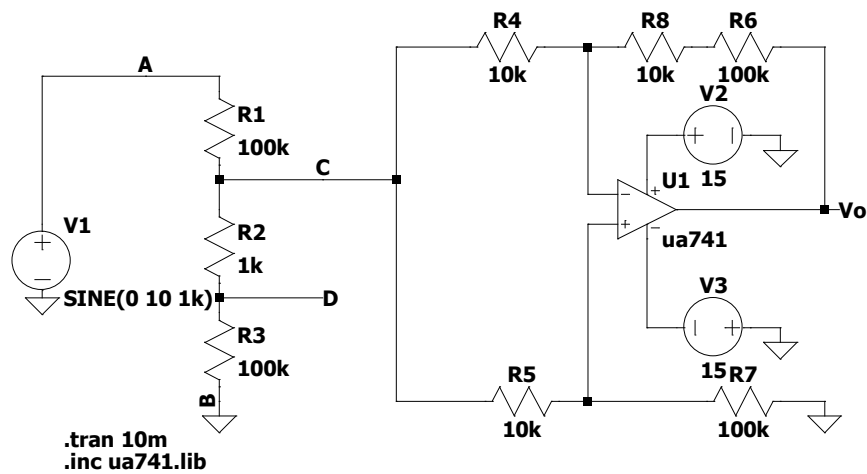 A
R1
100k
C
R2
1k
D
R3
100k
B
V1
SINE(0 10 1k)
R4
10k
R8
10k
R6
100k
V2
15
U1
ua741
Vo
V3
15
R5
10k
R7
100k
.tran 10m
.inc ua741.lib